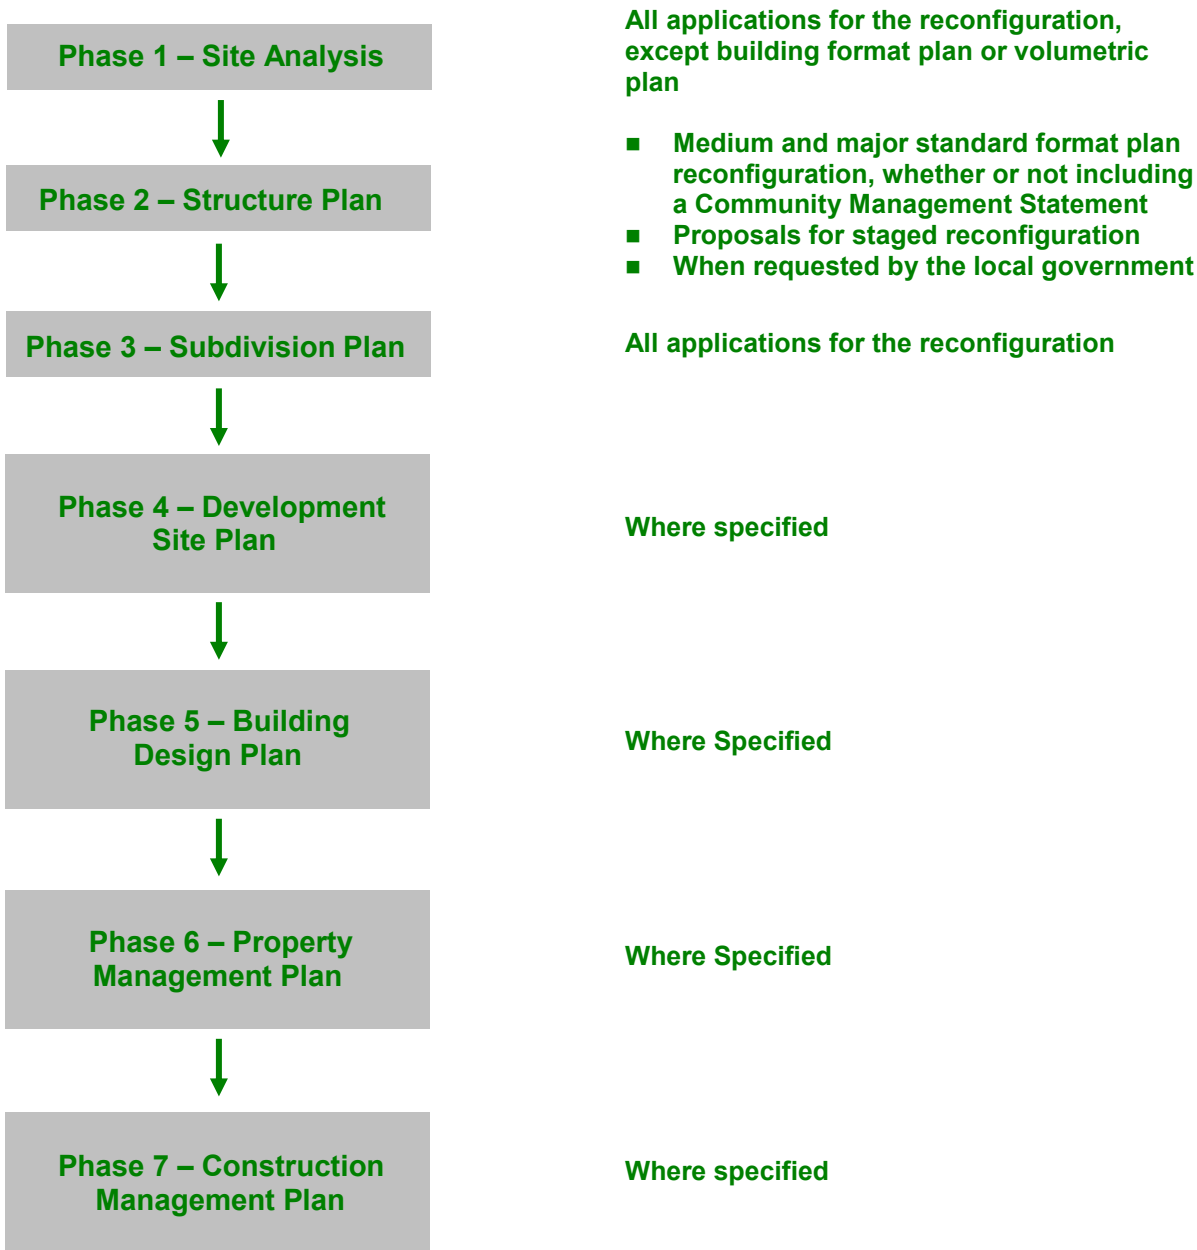 Phase 1 – Site Analysis
All applications for the reconfiguration,
except building format plan or volumetric
plan
Phase 2 – Structure Plan
■ Medium and major standard format plan
reconfiguration, whether or not including
a Community Management Statement
■ Proposals for staged reconfiguration
■ When requested by the local government
Phase 3 – Subdivision Plan
All applications for the reconfiguration
Phase 4 – Development
Site Plan
Where specified
Phase 5 – Building
Design Plan
Where Specified
Phase 6 – Property
Management Plan
Where Specified
Phase 7 – Construction
Management Plan
Where specified